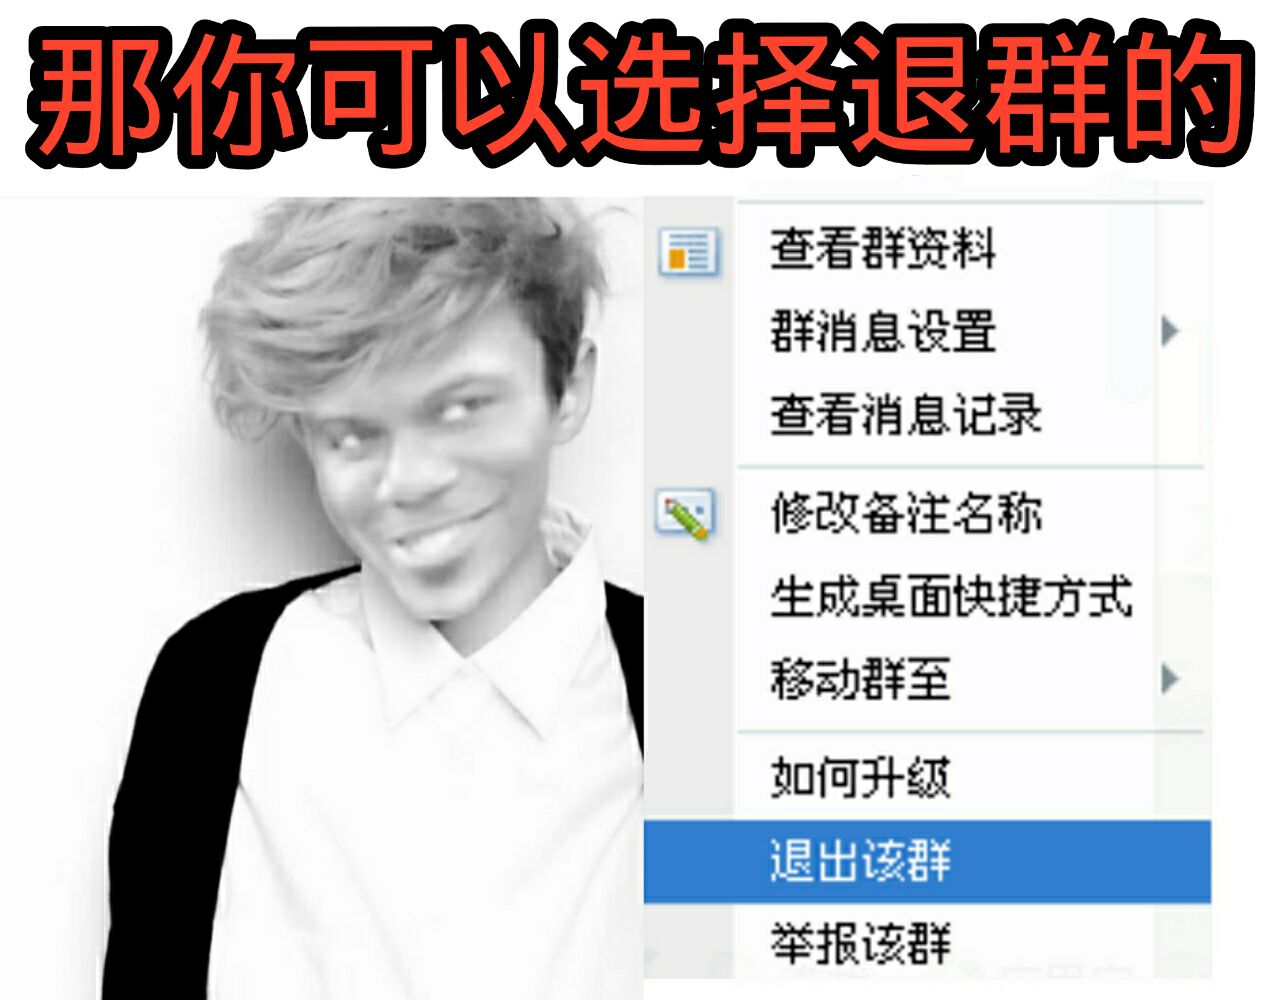 那你可以选择退群的
查看群资料
群消息设置
查看消息记录
修改备注名称
生成桌面快捷方式
移动群至
如何升级
退出该群
举报该群